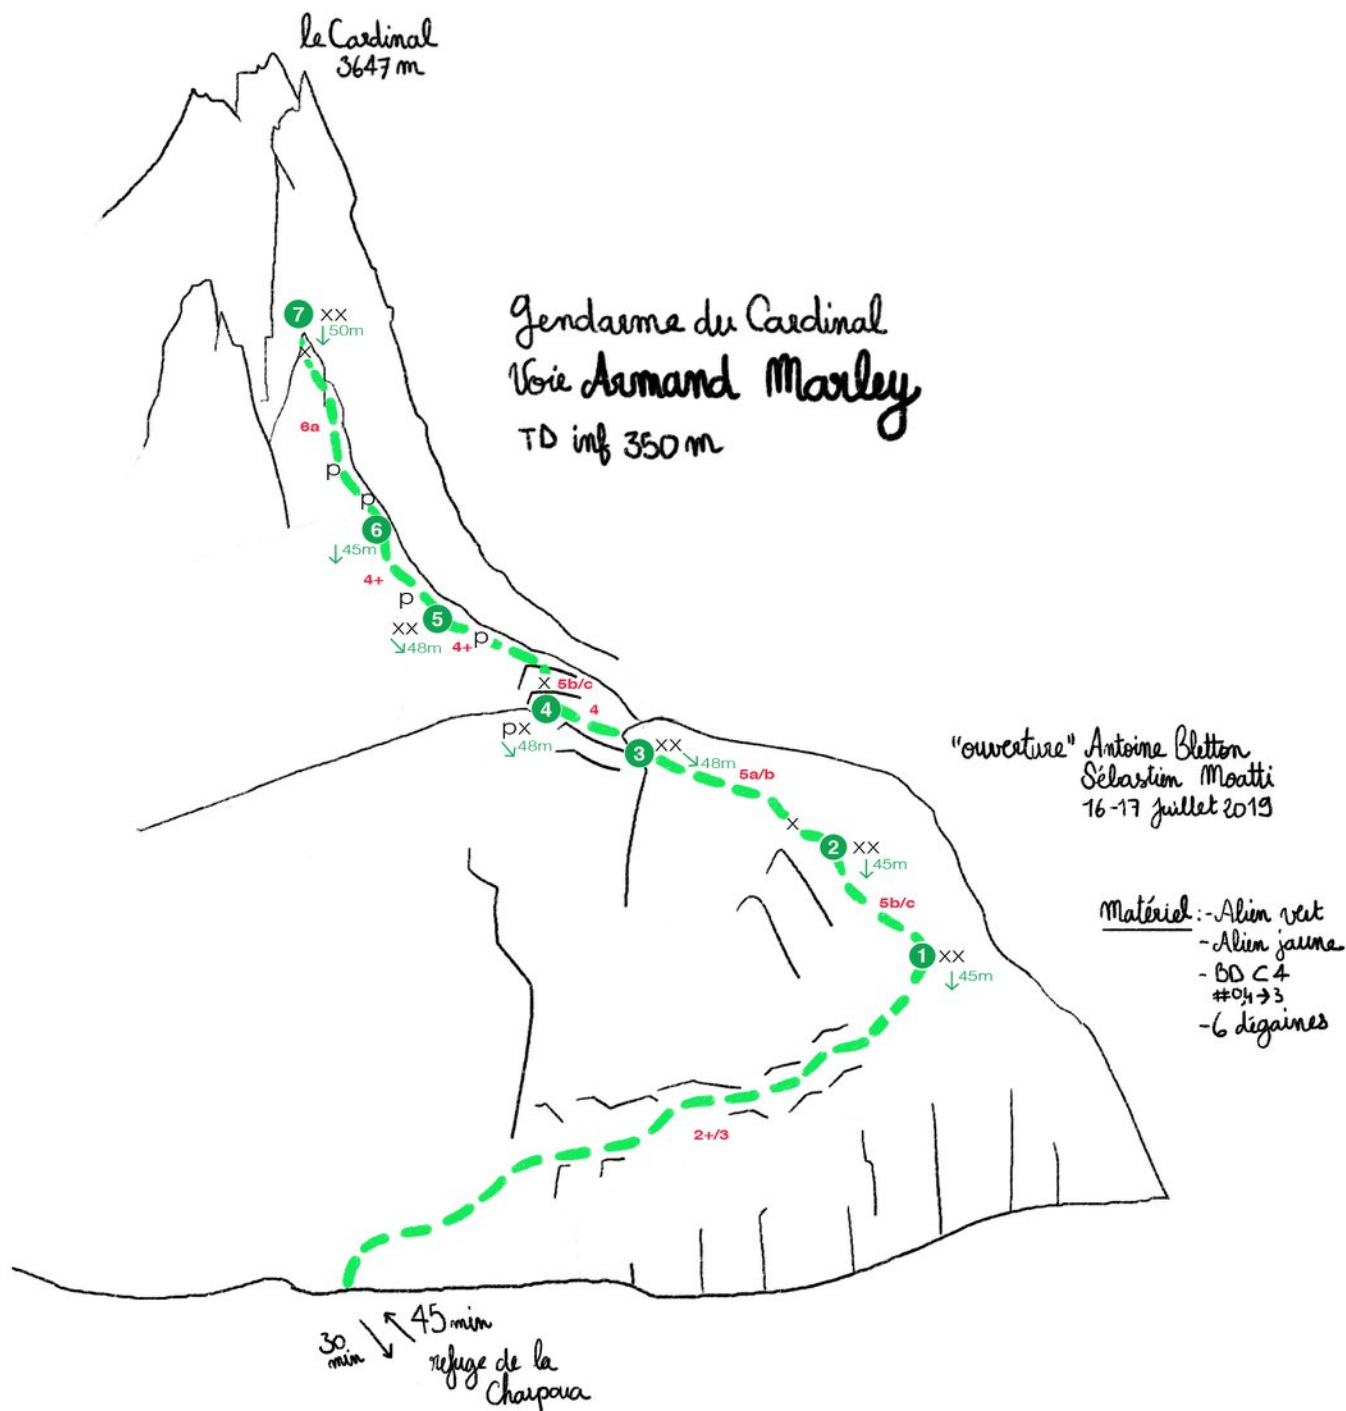 le Cardinal
3647 m
7 xx
↓50m
x
Gendarme du Cardinal
Voie Armand Marley
TD inf 350 m
6a
p
p
6
↓45m
4+
p
5
xx
↘48m
4+
p
x 5b/c
4
4
px
↘48m
3 xx
↘48m
5a/b
x
"ouverture" Antoine Bletton
Sébastien Moatti
16-17 Juillet 2019
2 xx
↓45m
5b/c
Matériel : - Alien vert
- Alien jaune
- BD C4
#0,4→3
- 6 dégaines
1 xx
↓45m
2+/3
45 min
30 min
refuge de la
Charpoua